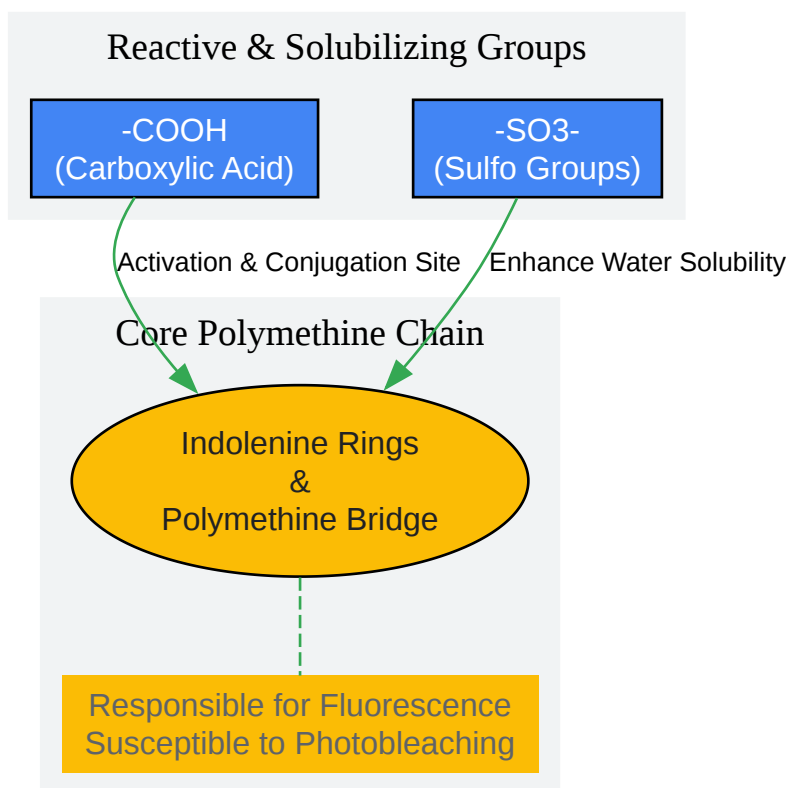 Reactive & Solubilizing Groups
-COOH
(Carboxylic Acid)
-SO3-
(Sulfo Groups)
Activation & Conjugation Site
Enhance Water Solubility
Core Polymethine Chain
Indolenine Rings
&
Polymethine Bridge
Responsible for Fluorescence
Susceptible to Photobleaching